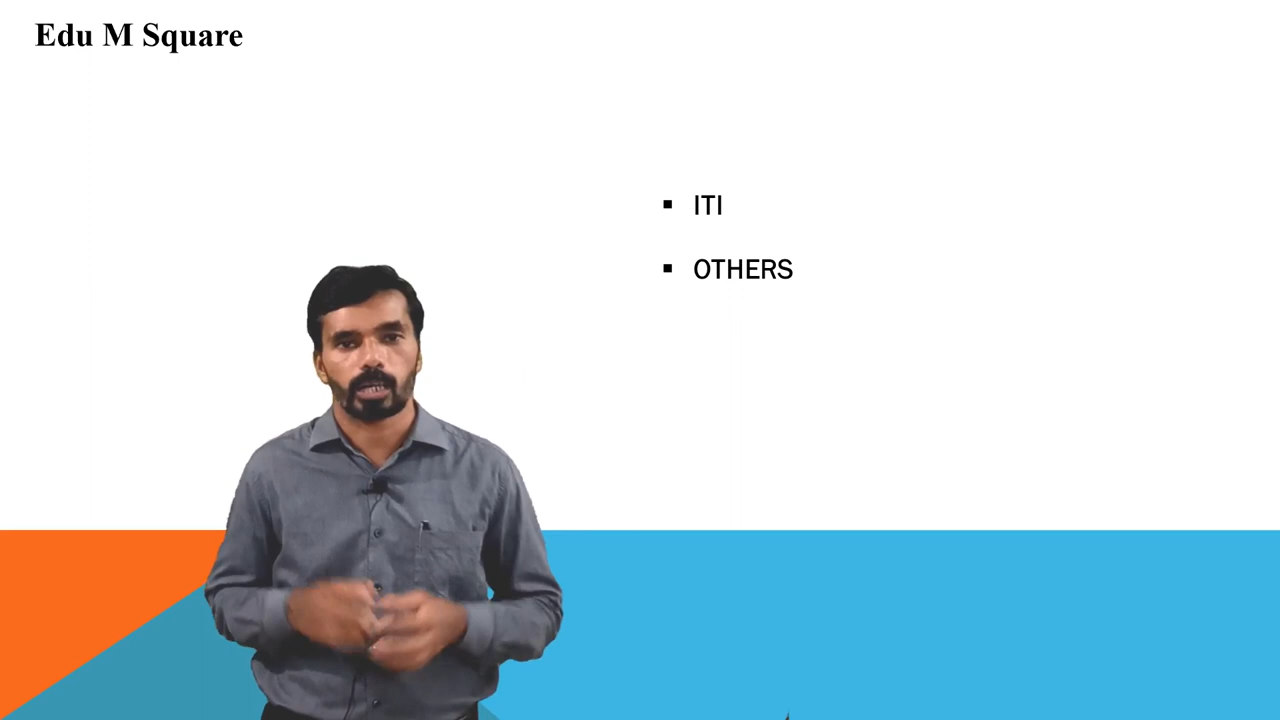 Edu M Square
▪ ITI
▪ OTHERS